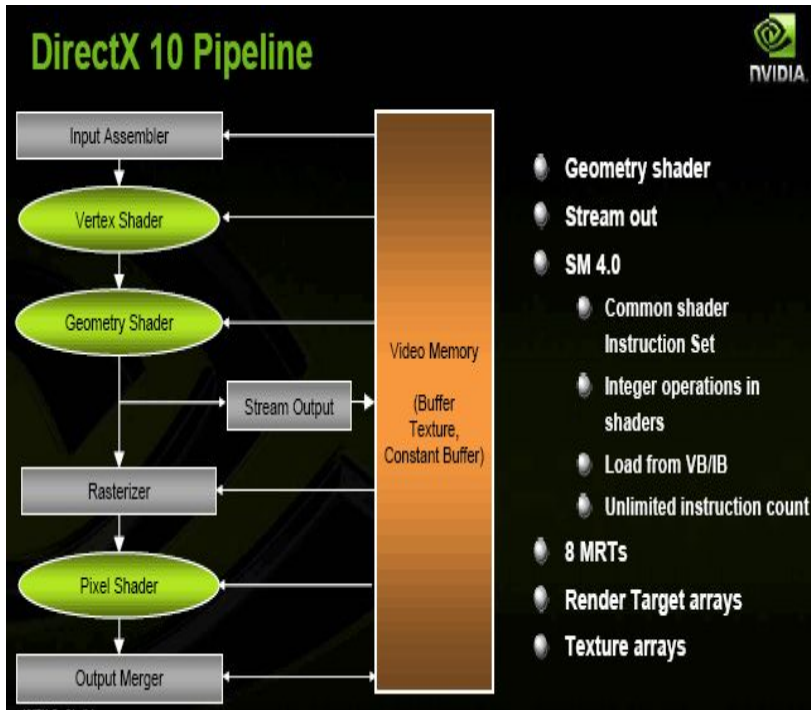 DirectX 10 Pipeline
NVIDIA.
Input Assembler
Vertex Shader
Geometry Shader
Stream Output
Rasterizer
Pixel Shader
Output Merger
Video Memory
(Buffer
Texture,
Constant Buffer)
Geometry shader
Stream out
SM 4.0
Common shader
Instruction Set
Integer operations in
shaders
Load from VB/IB
Unlimited instruction count
8 MRTs
Render Target arrays
Texture arrays